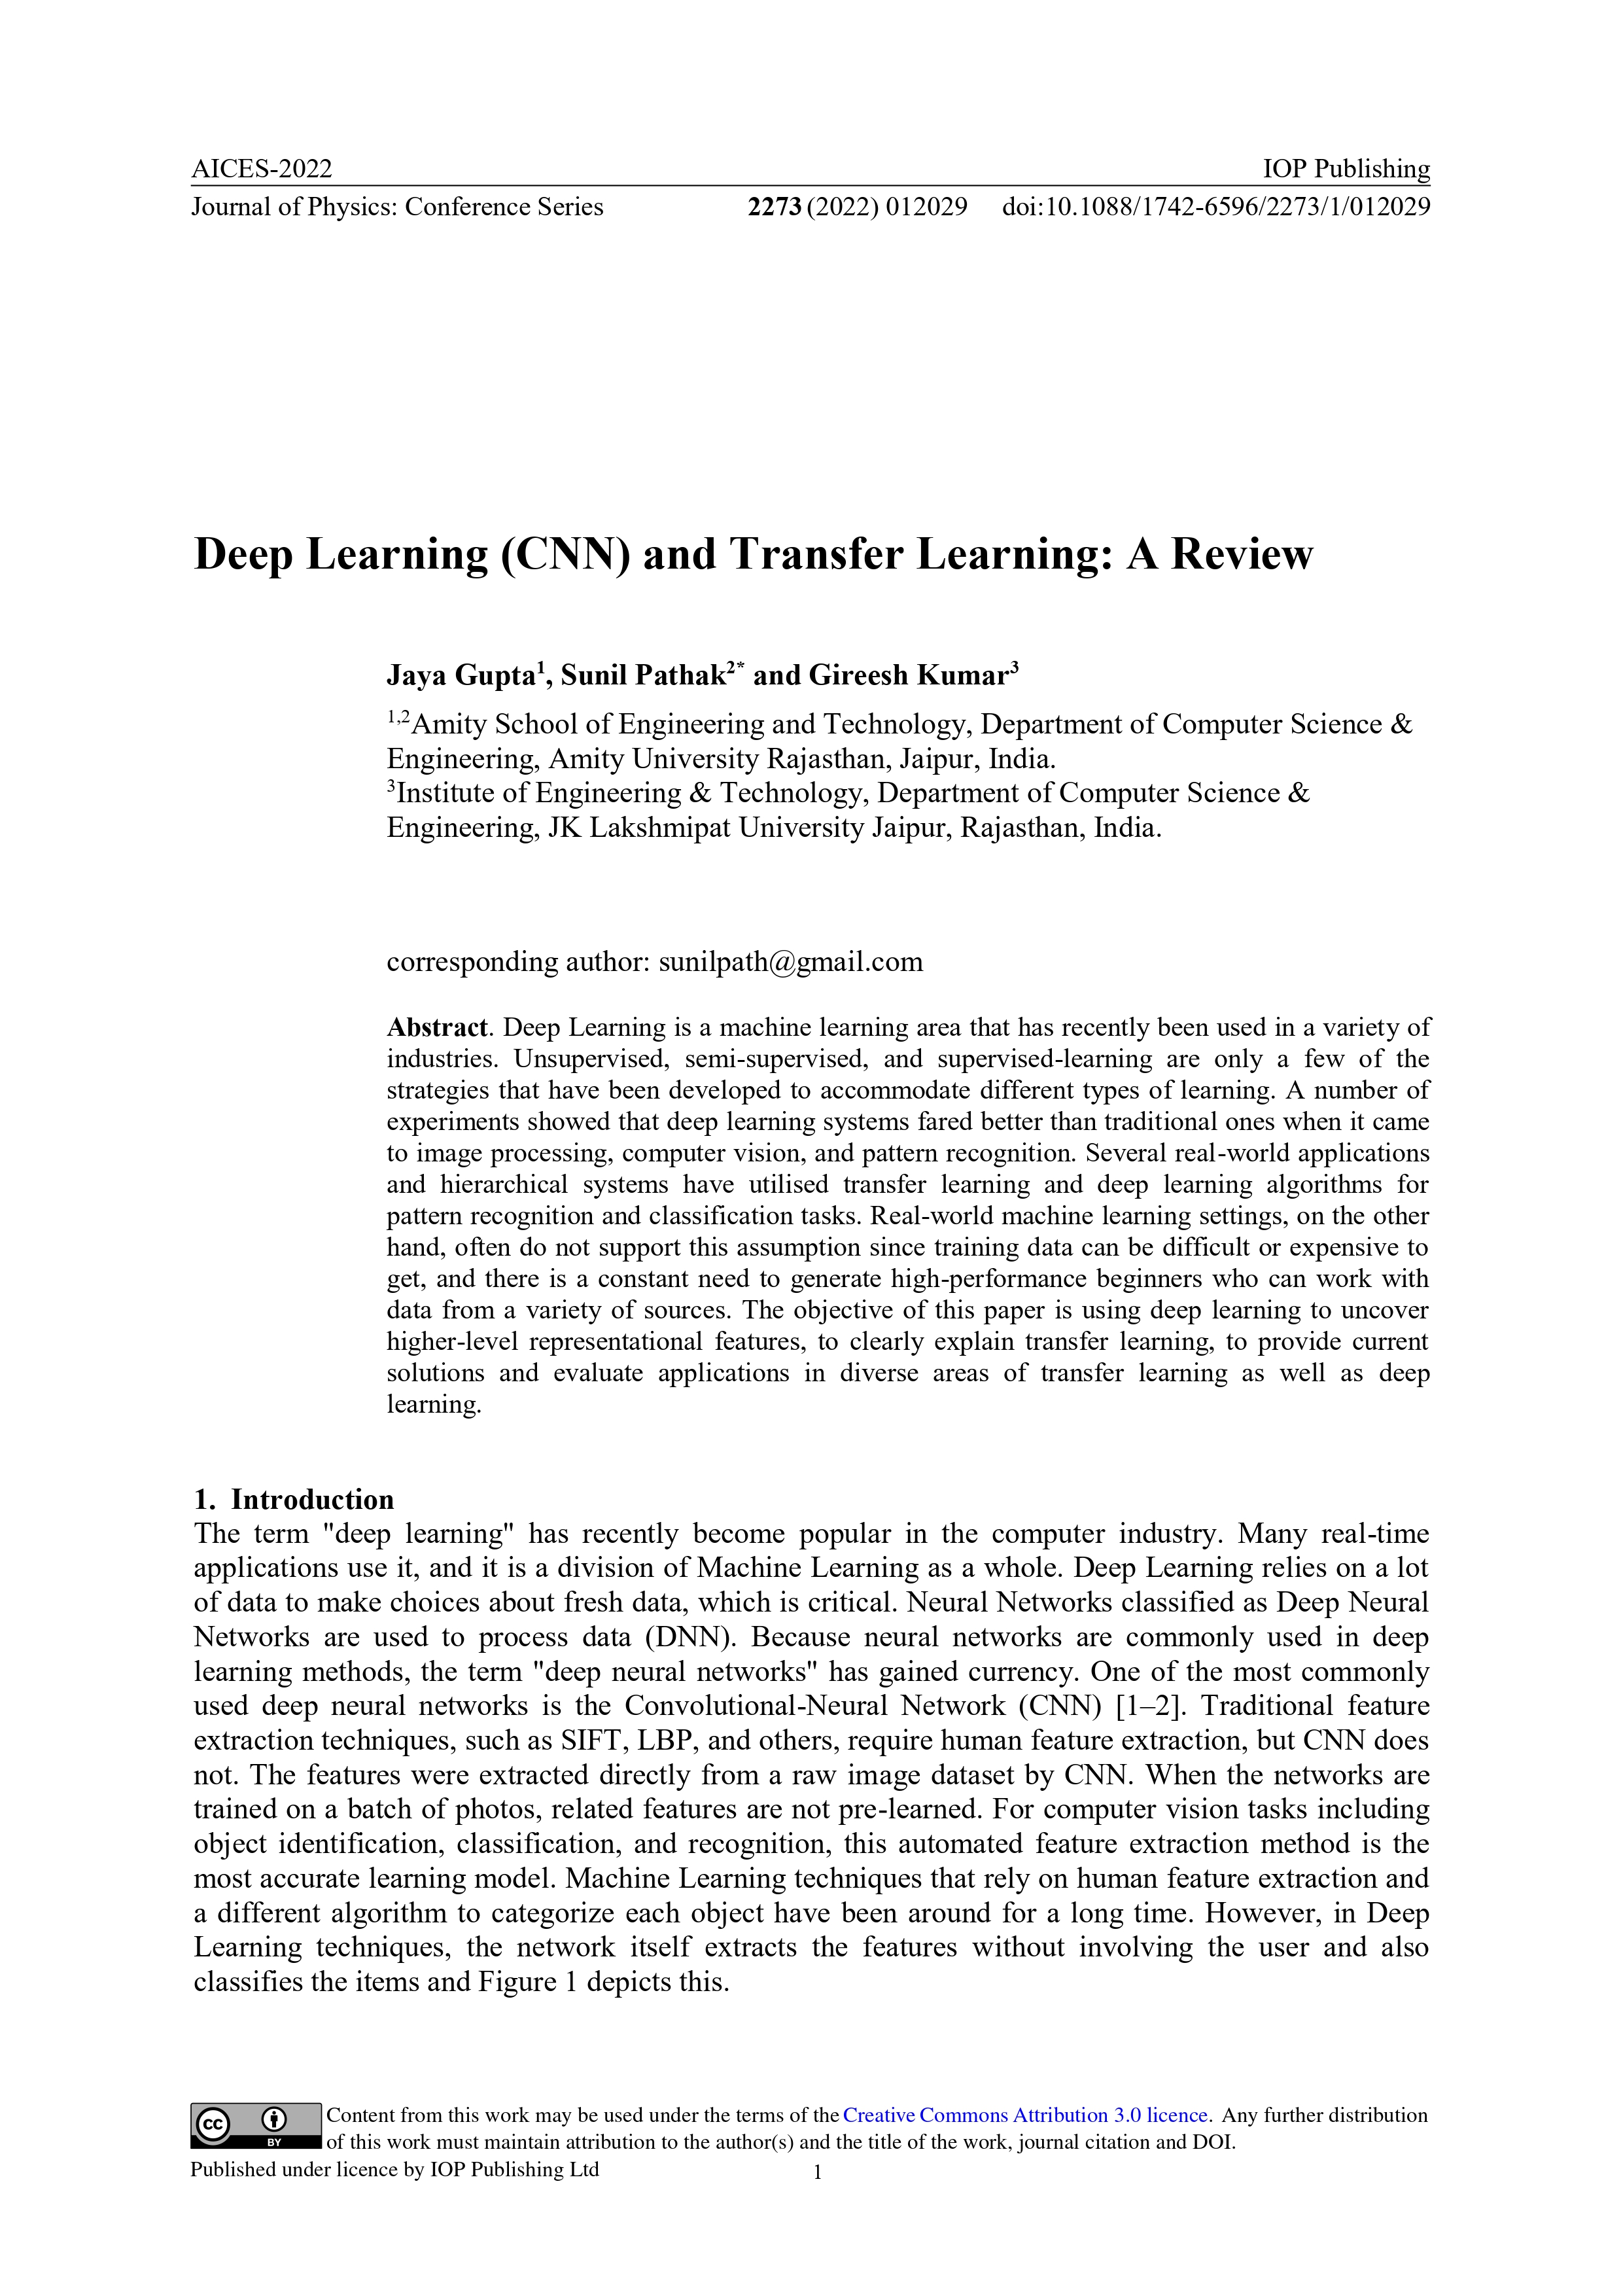 AICES-2022 IOP Publishing
Journal of Physics: Conference Series 2273 (2022) 012029 doi:10.1088/1742-6596/2273/1/012029
Deep Learning (CNN) and Transfer Learning: A Review
Jaya Gupta1, Sunil Pathak2* and Gireesh Kumar3
1,2Amity School of Engineering and Technology, Department of Computer Science &
Engineering, Amity University Rajasthan, Jaipur, India.
3Institute of Engineering & Technology, Department of Computer Science &
Engineering, JK Lakshmipat University Jaipur, Rajasthan, India.
corresponding author: sunilpath@gmail.com
Abstract. Deep Learning is a machine learning area that has recently been used in a variety of
industries. Unsupervised, semi-supervised, and supervised-learning are only a few of the
strategies that have been developed to accommodate different types of learning. A number of
experiments showed that deep learning systems fared better than traditional ones when it came
to image processing, computer vision, and pattern recognition. Several real-world applications
and hierarchical systems have utilised transfer learning and deep learning algorithms for
pattern recognition and classification tasks. Real-world machine learning settings, on the other
hand, often do not support this assumption since training data can be difficult or expensive to
get, and there is a constant need to generate high-performance beginners who can work with
data from a variety of sources. The objective of this paper is using deep learning to uncover
higher-level representational features, to clearly explain transfer learning, to provide current
solutions and evaluate applications in diverse areas of transfer learning as well as deep
learning.
1. Introduction
The term "deep learning" has recently become popular in the computer industry. Many real-time
applications use it, and it is a division of Machine Learning as a whole. Deep Learning relies on a lot
of data to make choices about fresh data, which is critical. Neural Networks classified as Deep Neural
Networks are used to process data (DNN). Because neural networks are commonly used in deep
learning methods, the term "deep neural networks" has gained currency. One of the most commonly
used deep neural networks is the Convolutional-Neural Network (CNN) [1–2]. Traditional feature
extraction techniques, such as SIFT, LBP, and others, require human feature extraction, but CNN does
not. The features were extracted directly from a raw image dataset by CNN. When the networks are
trained on a batch of photos, related features are not pre-learned. For computer vision tasks including
object identification, classification, and recognition, this automated feature extraction method is the
most accurate learning model. Machine Learning techniques that rely on human feature extraction and
a different algorithm to categorize each object have been around for a long time. However, in Deep
Learning techniques, the network itself extracts the features without involving the user and also
classifies the items and Figure 1 depicts this.
cc BY
Content from this work may be used under the terms of the Creative Commons Attribution 3.0 licence. Any further distribution
of this work must maintain attribution to the author(s) and the title of the work, journal citation and DOI.
Published under licence by IOP Publishing Ltd
1